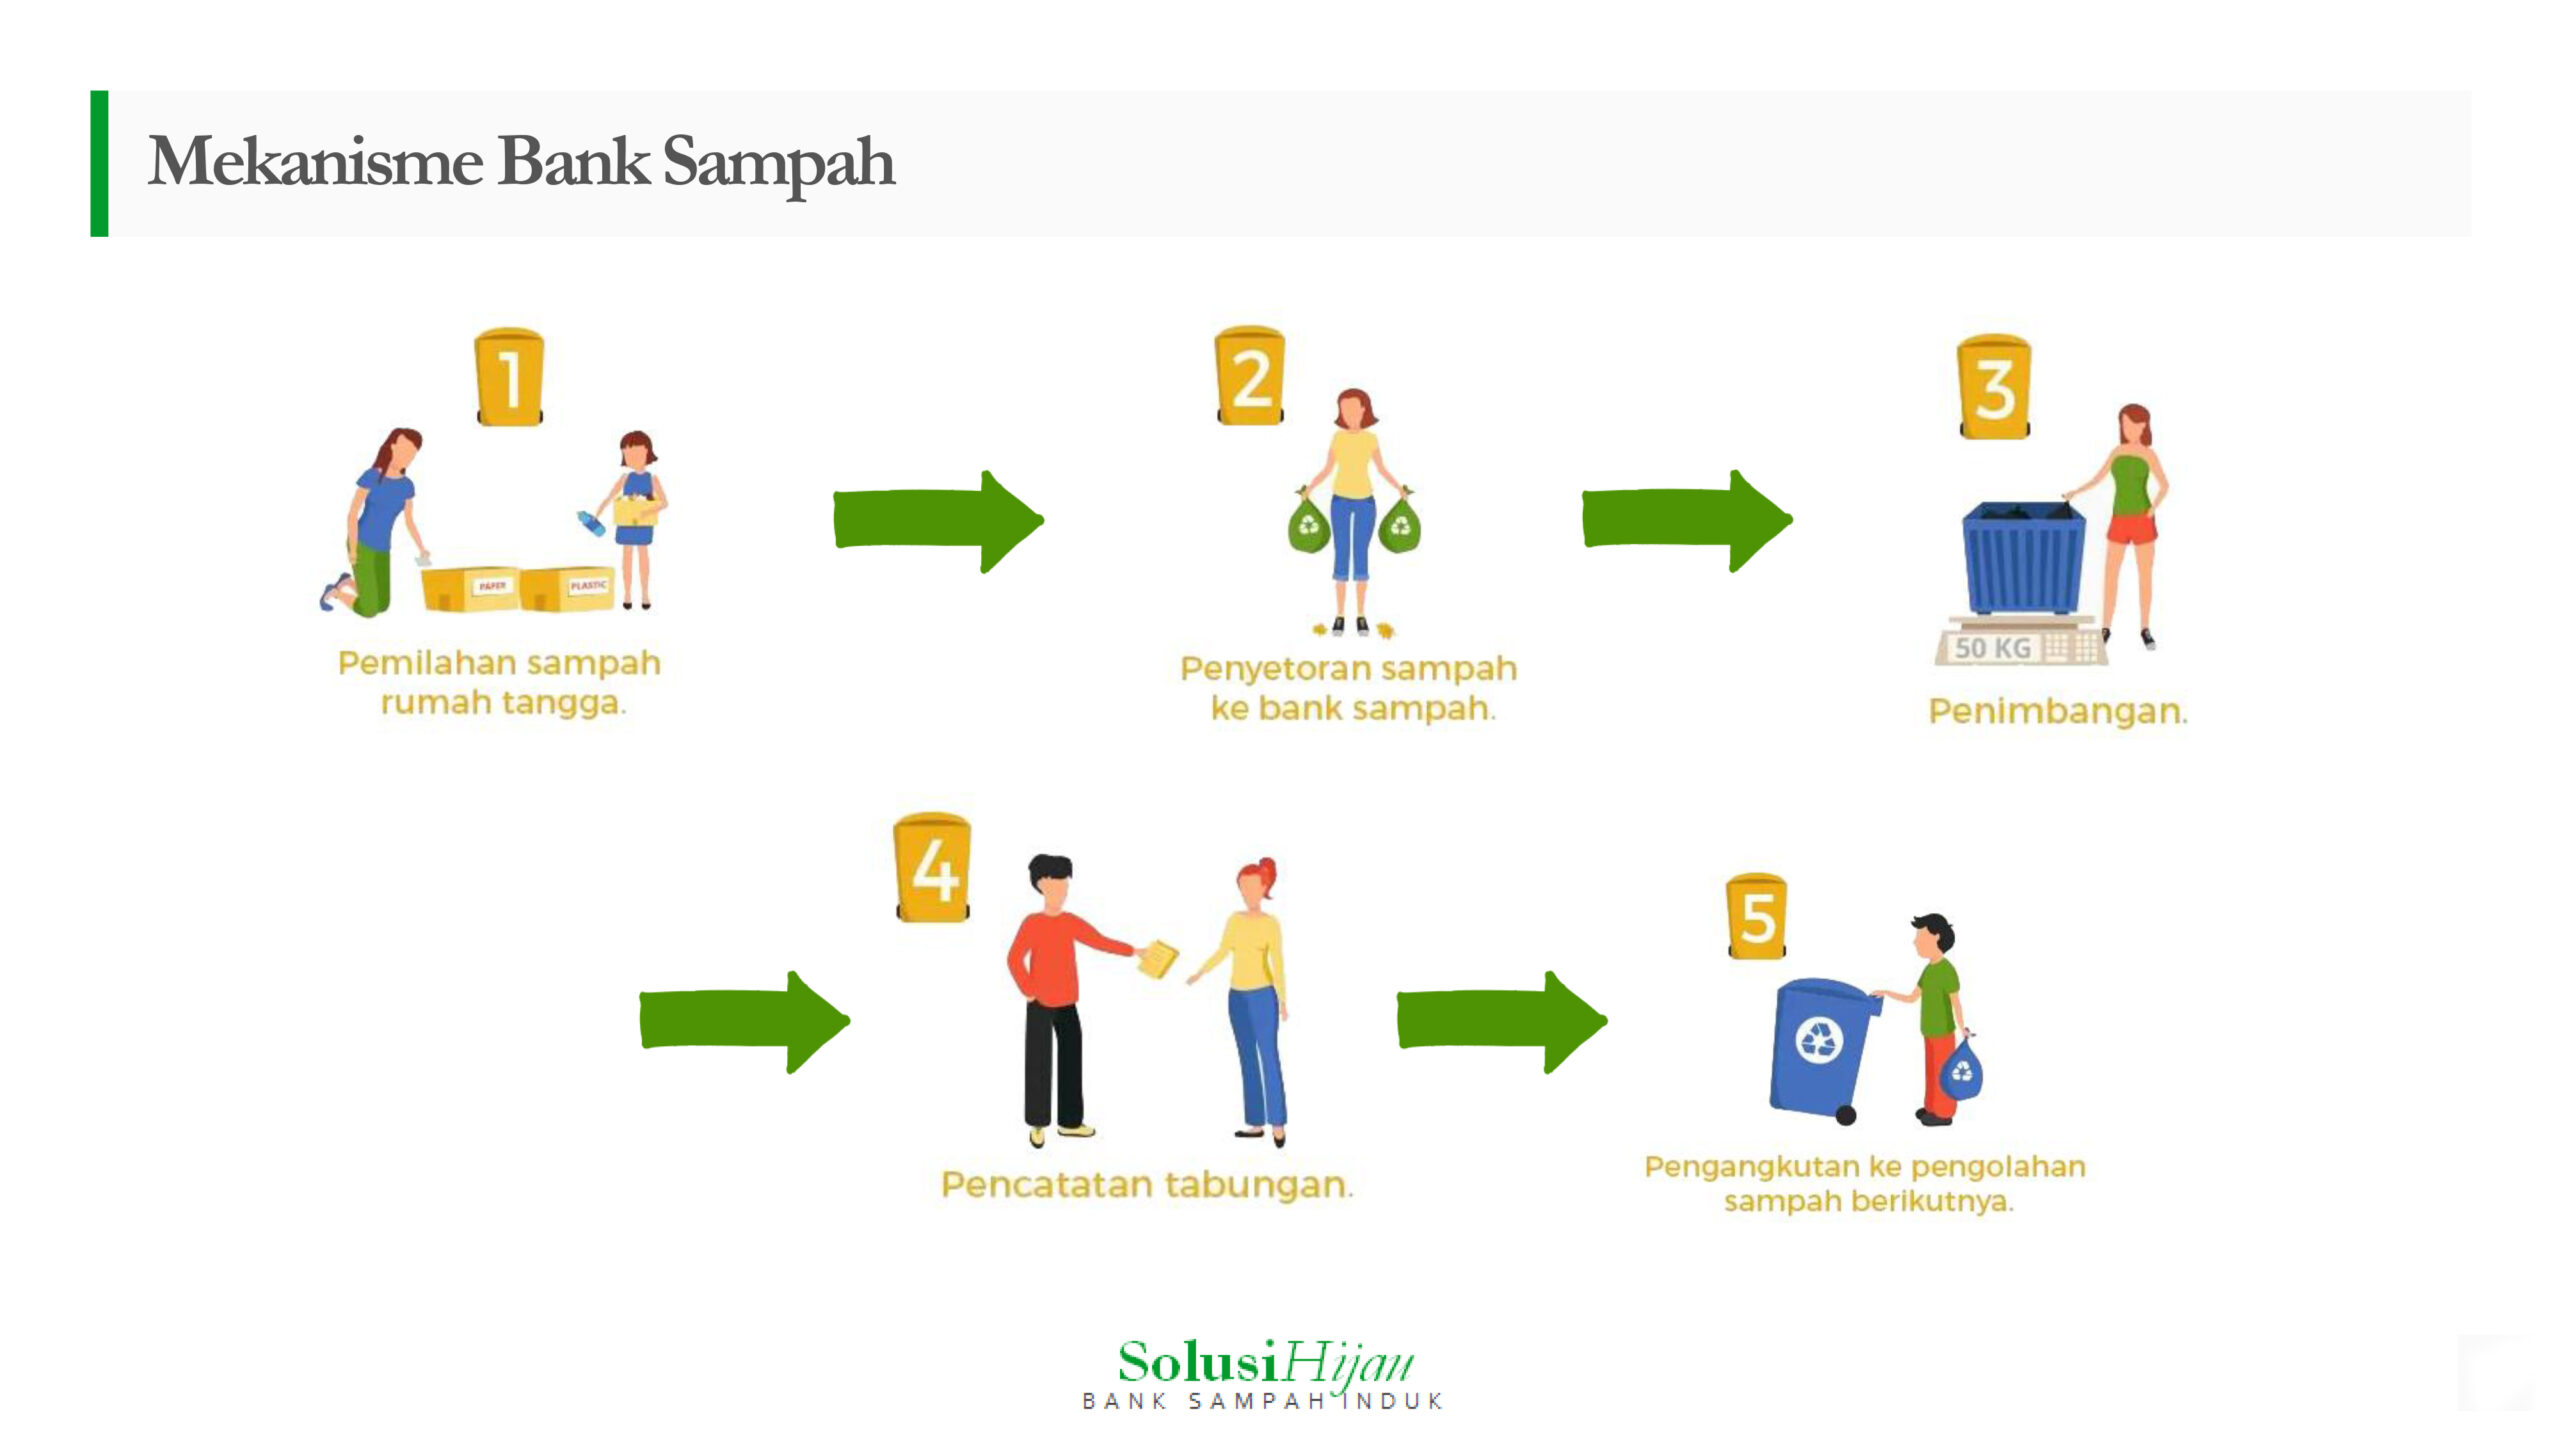 Mekanisme Bank Sampah
1
PAPER
PLASTIC
Pemilahan sampah
rumah tangga.
2
Penyetoran sampah
ke bank sampah.
3
50 KG
Penimbangan.
4
Pencatatan tabungan.
5
Pengangkutan ke pengolahan
sampah berikutnya.
SolusiHijau
BANK SAMPAH INDUK